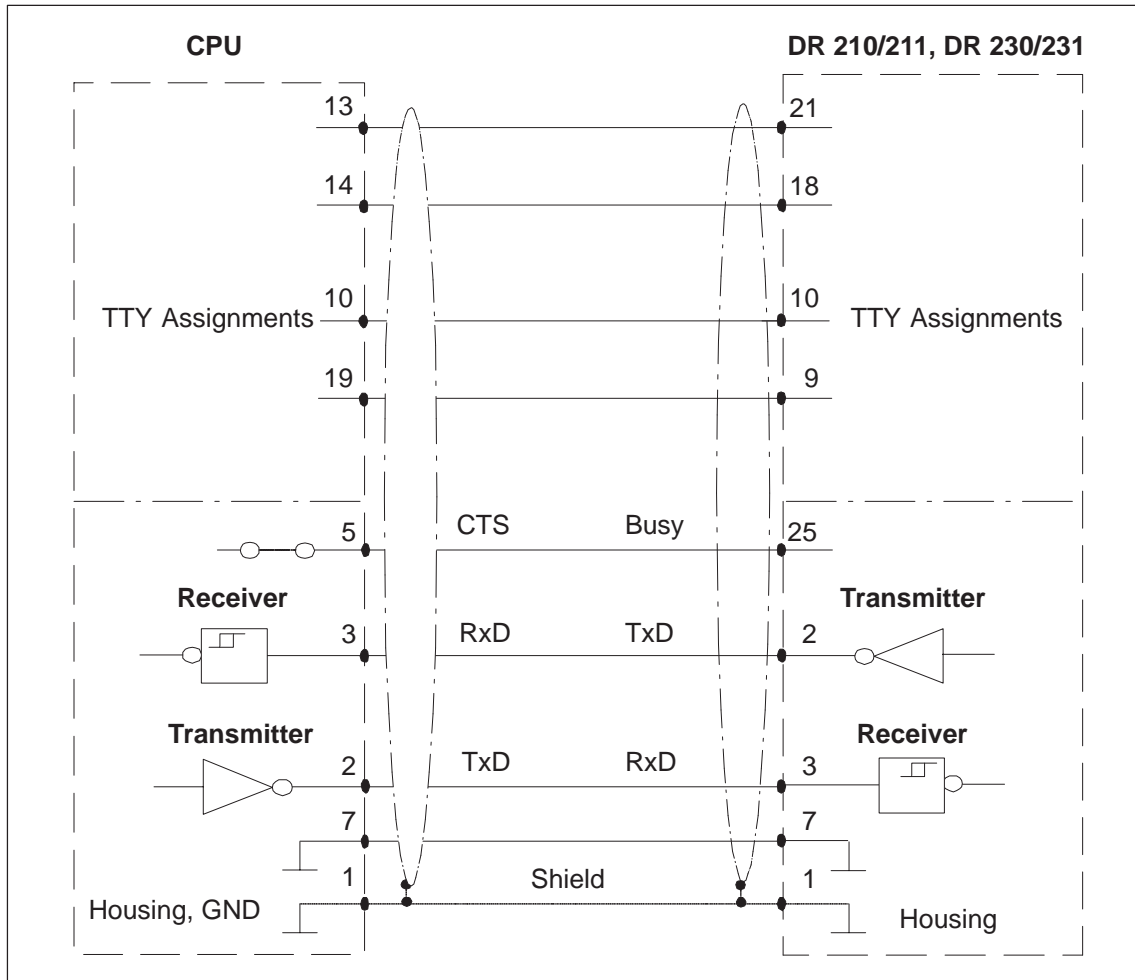 CPU DR 210/211, DR 230/231
13 21
14 18
10 10
TTY Assignments TTY Assignments
19 9
5 CTS Busy 25
Receiver Transmitter
3 RxD TxD 2
Transmitter Receiver
2 TxD RxD 3
7 7
1 Shield 1
Housing, GND Housing